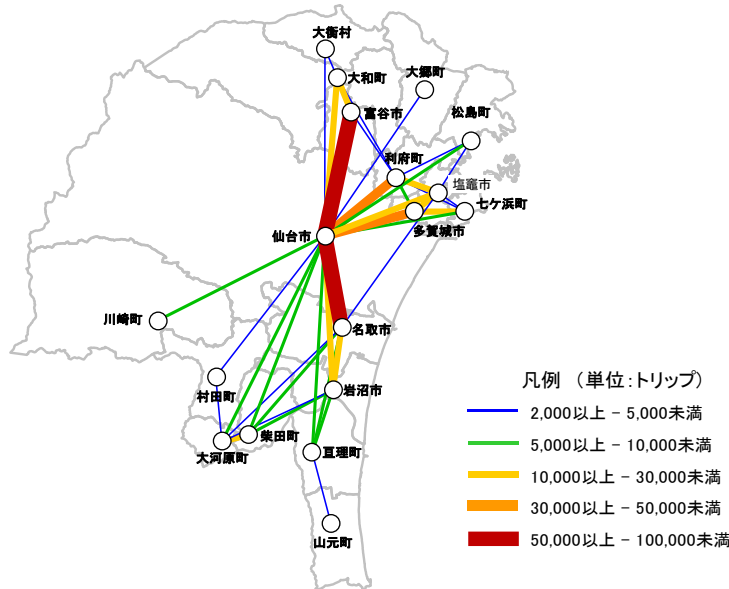 大衡村
大和町
大郷町
富谷市
松島町
利府町
塩竈市
七ケ浜町
多賀城市
仙台市
川崎町
名取市
村田町
岩沼市
柴田町
大河原町
亘理町
山元町
凡例 (単位:トリップ)
2,000以上 − 5,000未満
5,000以上 − 10,000未満
10,000以上 − 30,000未満
30,000以上 − 50,000未満
50,000以上 − 100,000未満